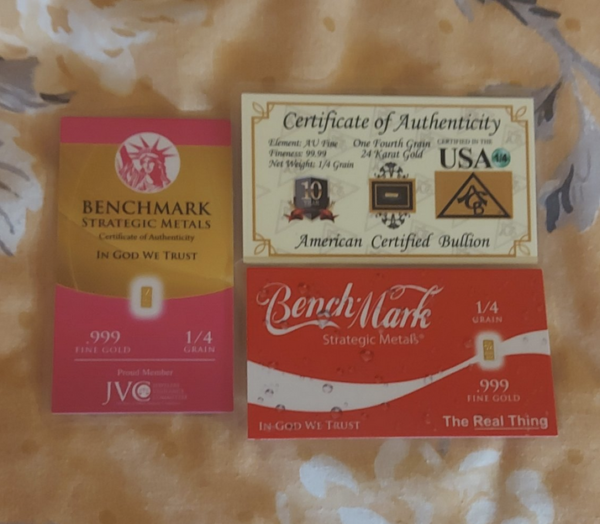 BENCHMARK
STRATEGIC METALS
Certificate of Authenticity
IN GOD WE TRUST
.999
FINE GOLD
1/4
GRAIN
Proud Member
JVC
Certificate of Authenticity
Element: AU Fine
Fineness: 99.99
Net Weight: 1/4 Grain
One Fourth Grain
24 Karat Gold
CERTIFIED IN THE
USA
10
ACB
American Certified Bullion
BenchMark
Strategic Metals®
1/4
GRAIN
.999
FINE GOLD
IN GOD WE TRUST
The Real Thing